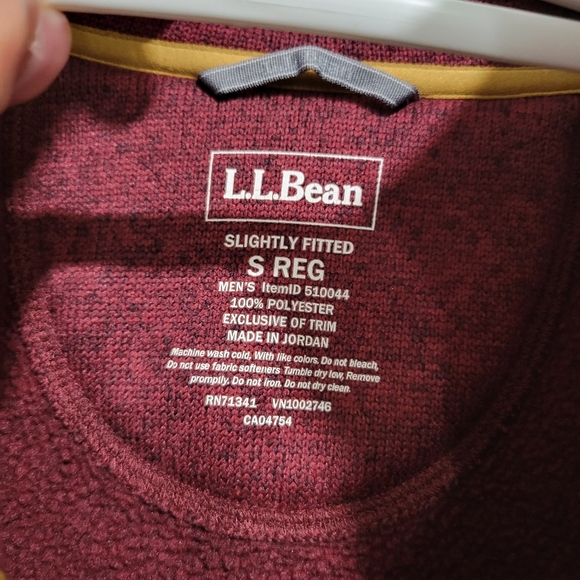 L.L.Bean
SLIGHTLY FITTED
S REG
MEN'S ItemID 510044
100% POLYESTER
EXCLUSIVE OF TRIM
MADE IN JORDAN
Machine wash cold, With like colors. Do not bleach,
Do not use fabric softeners Tumble dry low, Remove
promplly. Do not iron. Do not dry clean.
RN71341 VN1002746
CA04754